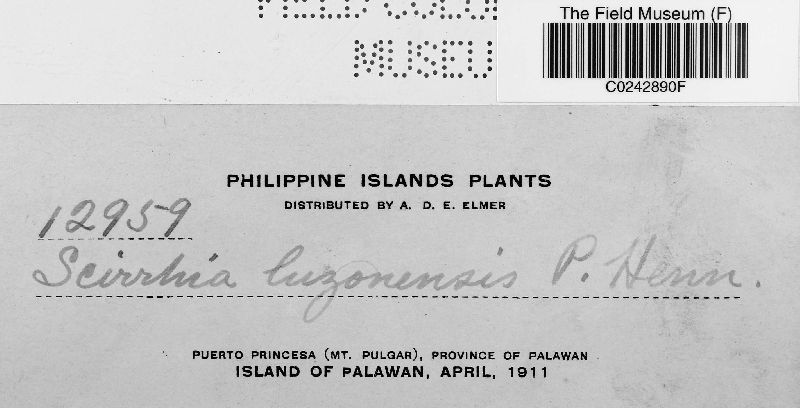 The Field Museum (F)
MUSEU
C0242890F
PHILIPPINE ISLANDS PLANTS
DISTRIBUTED BY A. D. E. ELMER
12959
Scirrhia luzonensis P. Henn.
PUERTO PRINCESA (MT. PULGAR), PROVINCE OF PALAWAN
ISLAND OF PALAWAN, APRIL, 1911